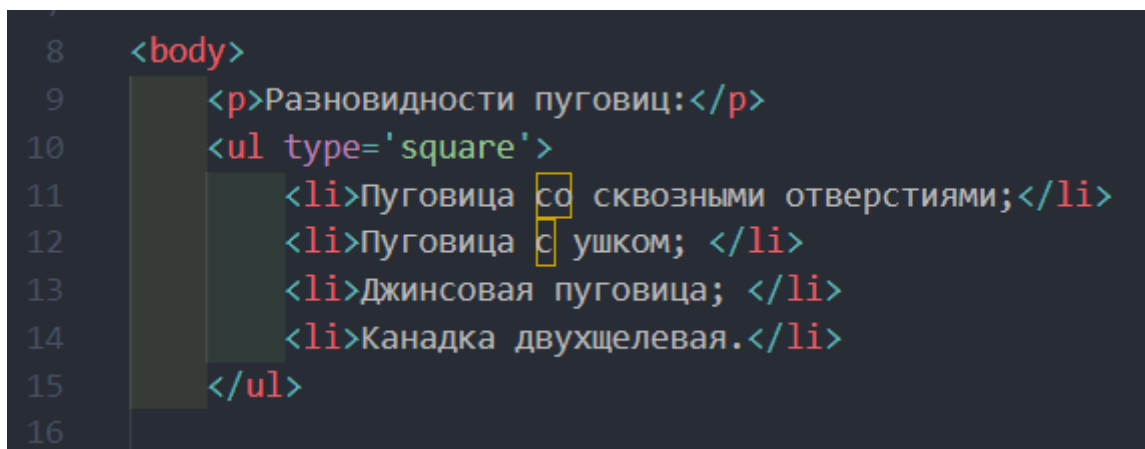 8 <body>
9 <p>Разновидности пуговиц:</p>
10 <ul type='square'>
11 <li>Пуговица со сквозными отверстиями;</li>
12 <li>Пуговица с ушком; </li>
13 <li>Джинсовая пуговица; </li>
14 <li>Канадка двухщелевая.</li>
15 </ul>
16